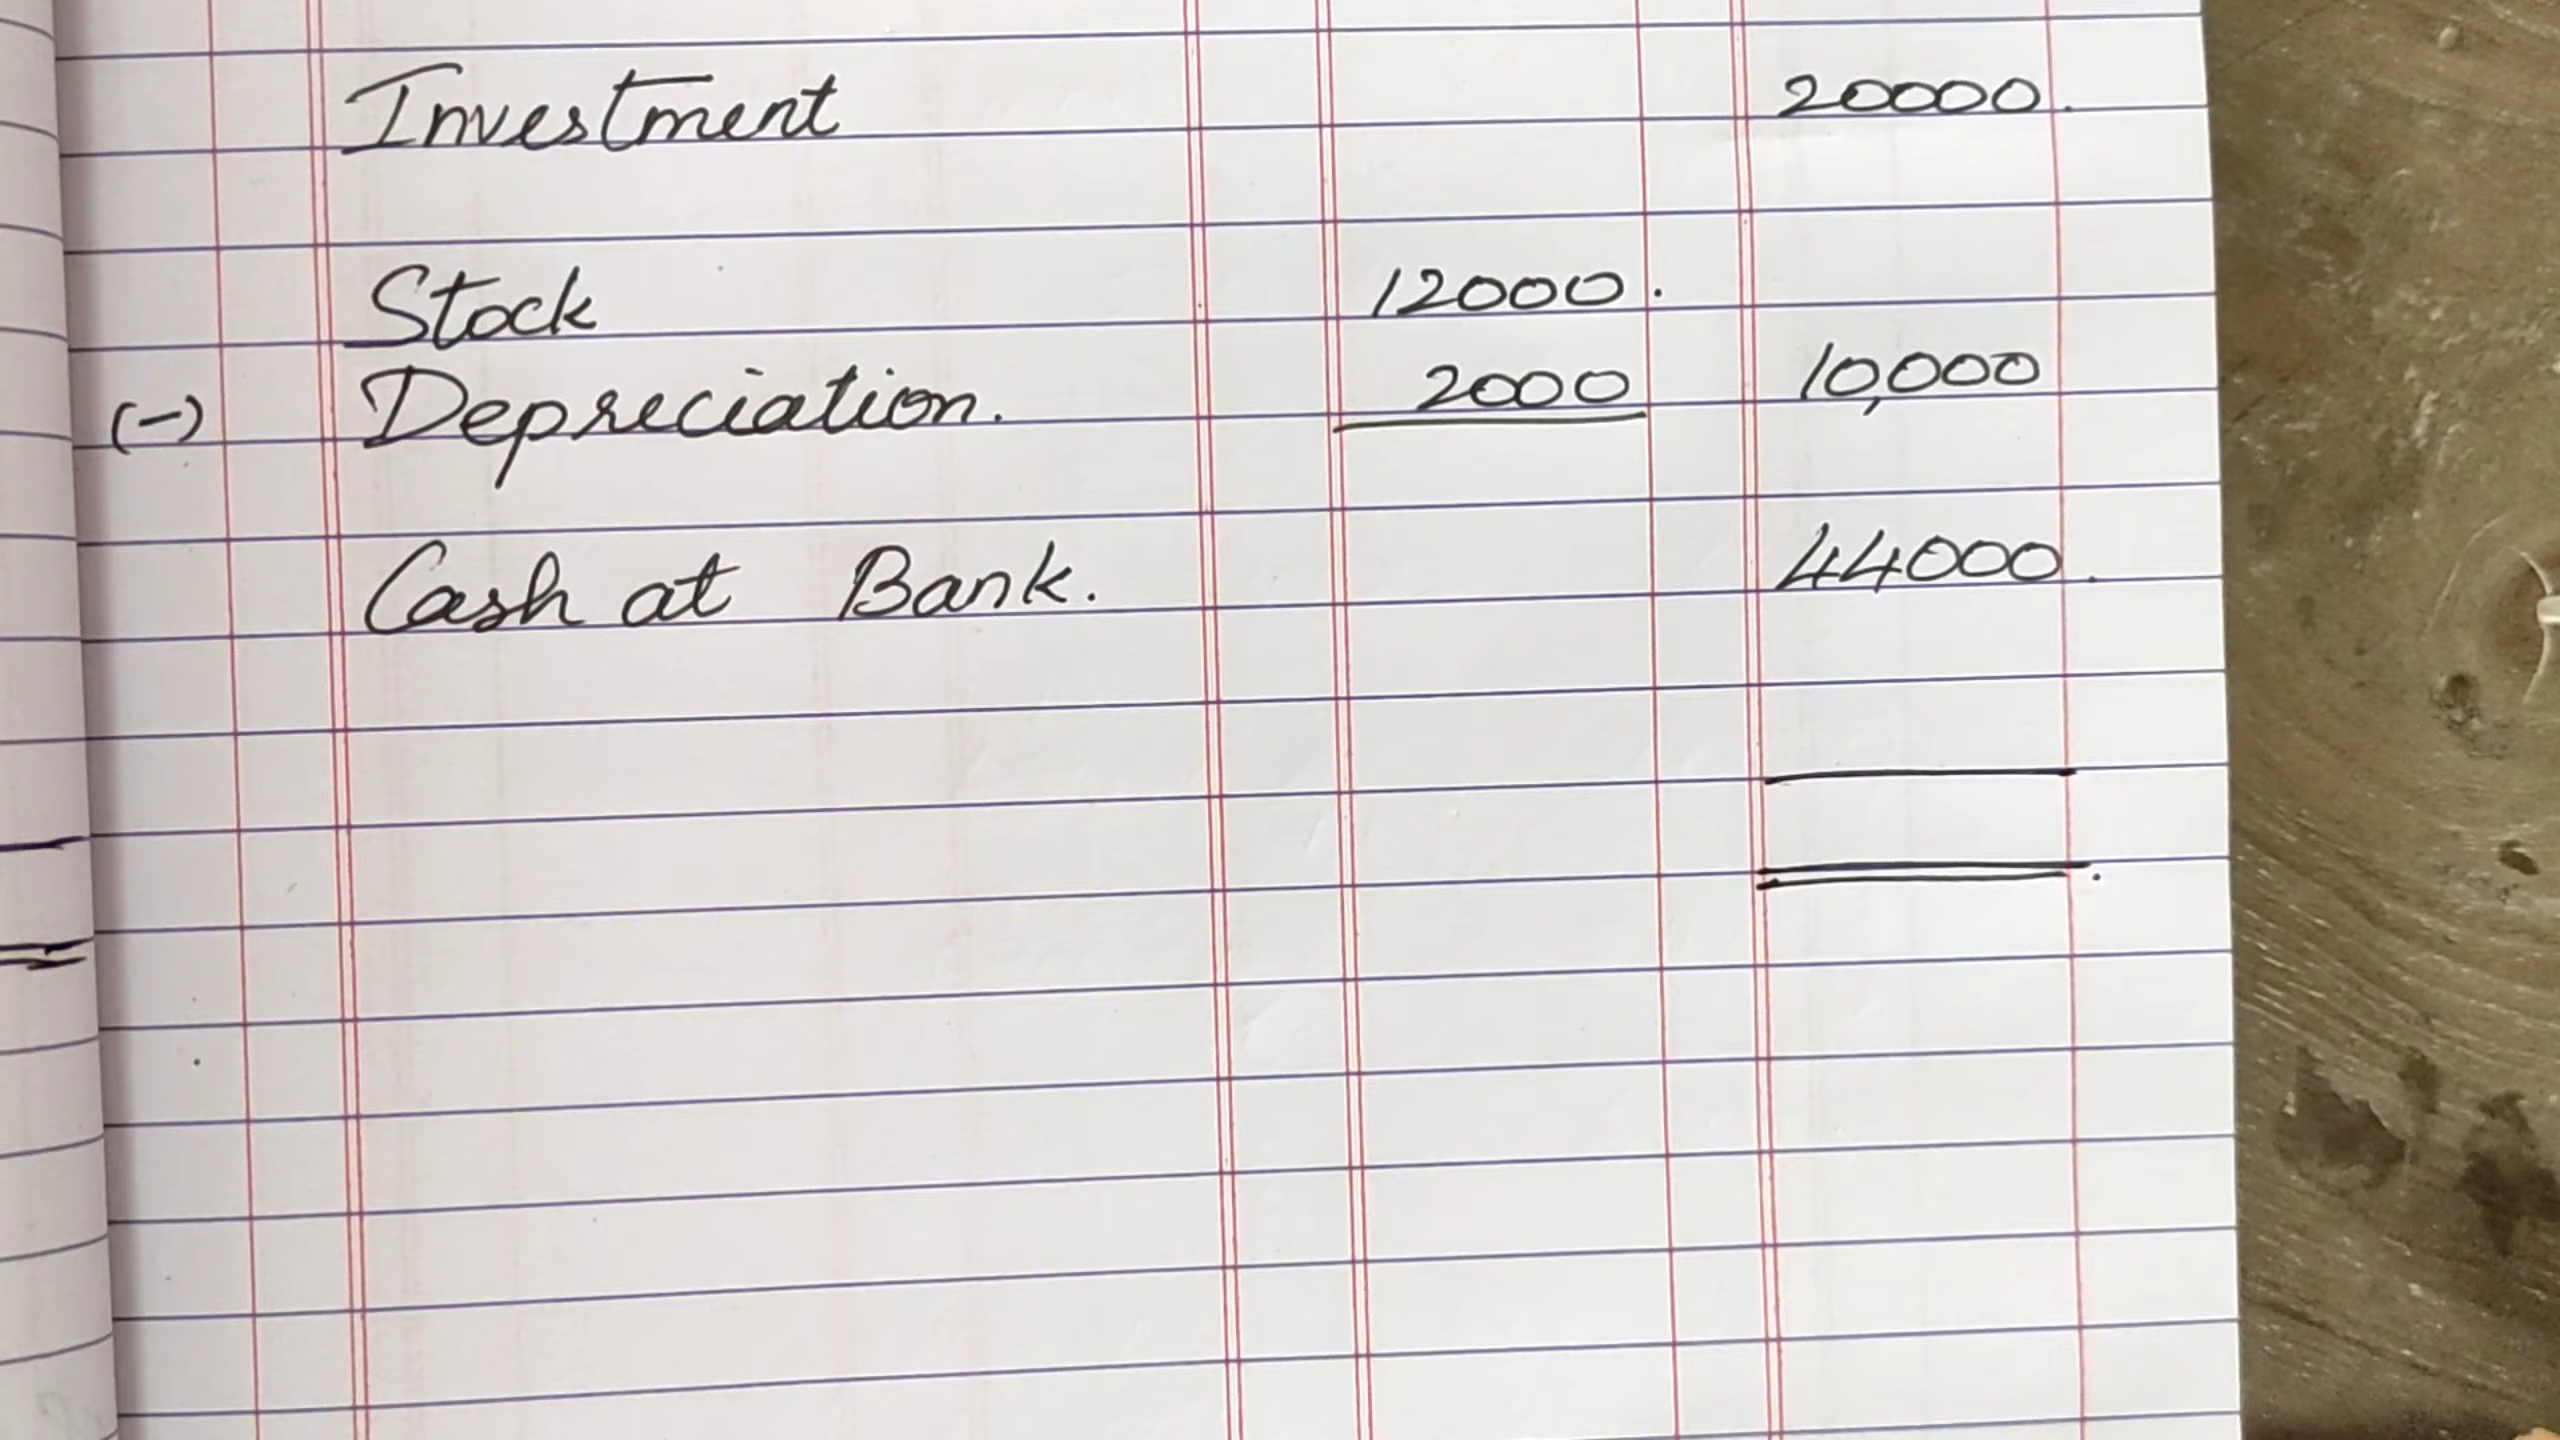 Investment 20000.
Stock 12000.
(-) Depreciation. 2000 10,000
Cash at Bank. 44000.